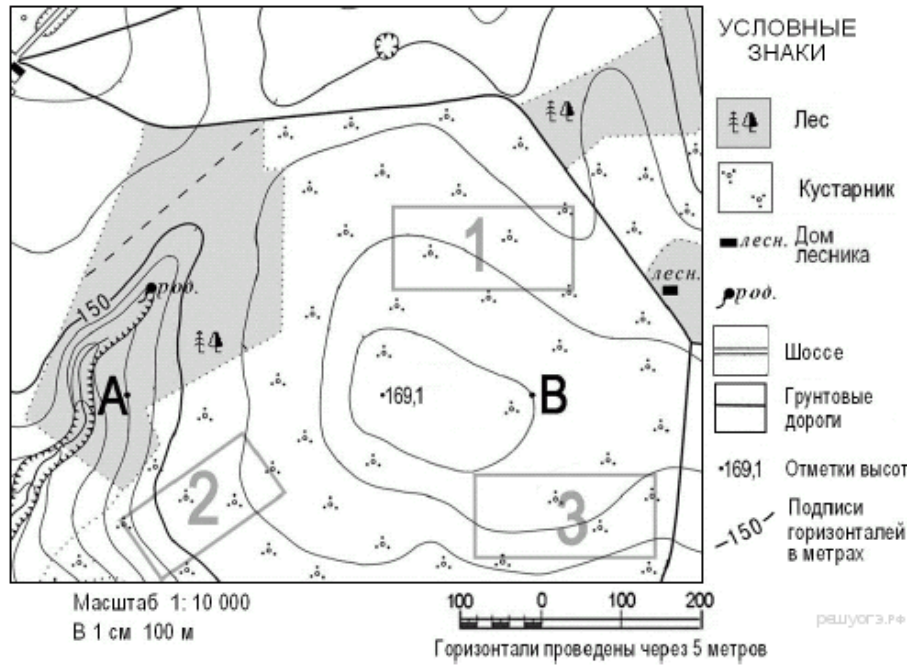 УСЛОВНЫЕ
ЗНАКИ
Лес
Кустарник
лесн. Дом
лесника
род.
Шоссе
Грунтовые
дороги
•169,1 Отметки высот
—150— Подписи
горизонталей
в метрах
1
лесн.
150
род.
А
•169,1
В
2
3
Масштаб 1: 10 000
В 1 см 100 м
100 0 100 200
Горизонтали проведены через 5 метров
решуогэ.рф